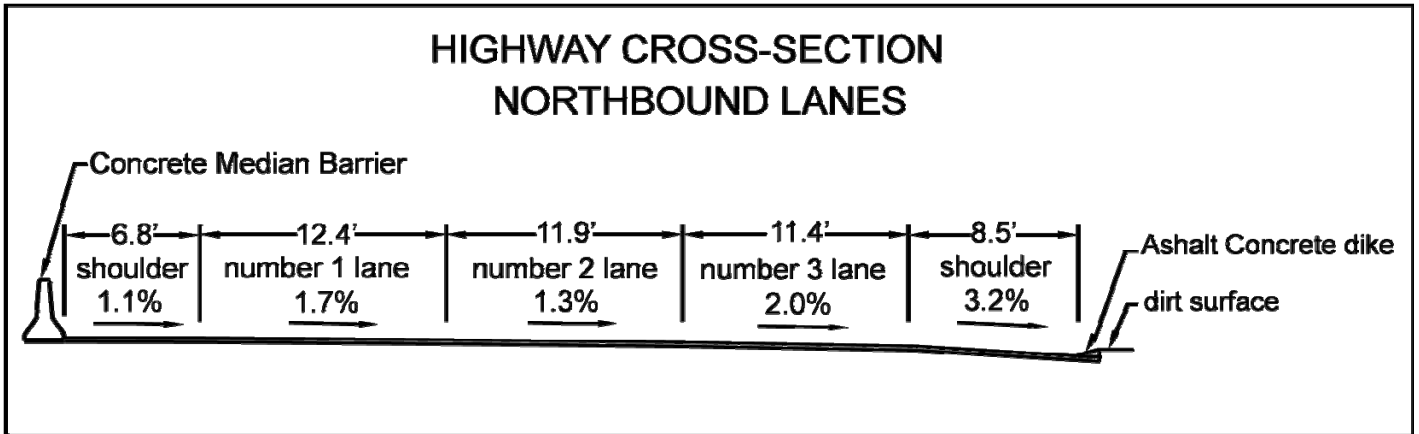 HIGHWAY CROSS-SECTION
NORTHBOUND LANES
Concrete Median Barrier
6.8' 12.4' 11.9' 11.4' 8.5'
shoulder number 1 lane number 2 lane number 3 lane shoulder
1.1% 1.7% 1.3% 2.0% 3.2%
Ashalt Concrete dike
dirt surface